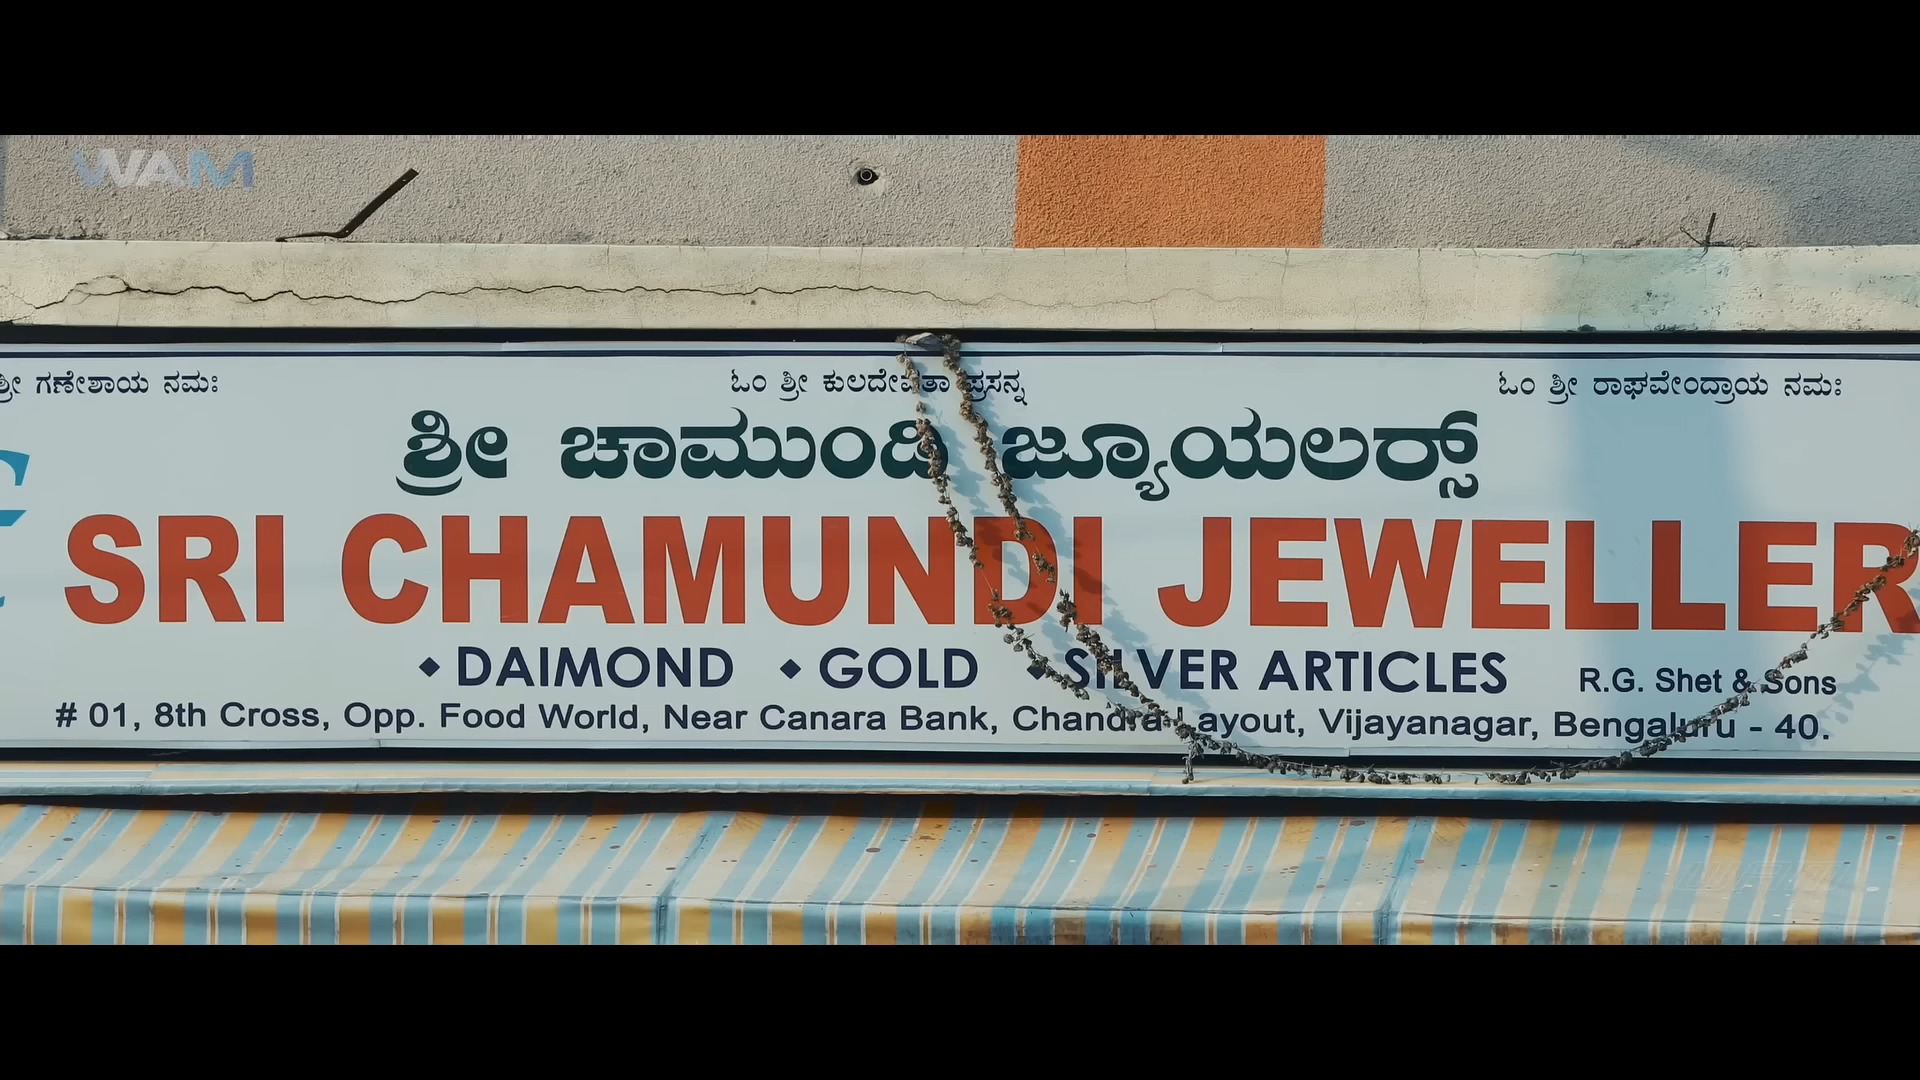 WAM
ಶ್ರೀ ಗಣೇಶಾಯ ನಮಃ
ಓಂ ಶ್ರೀ ಕುಲದೇವತಾ ಪ್ರಸನ್ನ
ಓಂ ಶ್ರೀ ರಾಘವೇಂದ್ರಾಯ ನಮಃ
ಶ್ರೀ ಚಾಮುಂಡಿ ಜ್ಯೂಯಲರ್ಸ್
SRI CHAMUNDI JEWELLER
◆ DAIMOND ◆ GOLD ◆ SILVER ARTICLES
R.G. Shet & Sons
# 01, 8th Cross, Opp. Food World, Near Canara Bank, Chandra Layout, Vijayanagar, Bengaluru - 40.